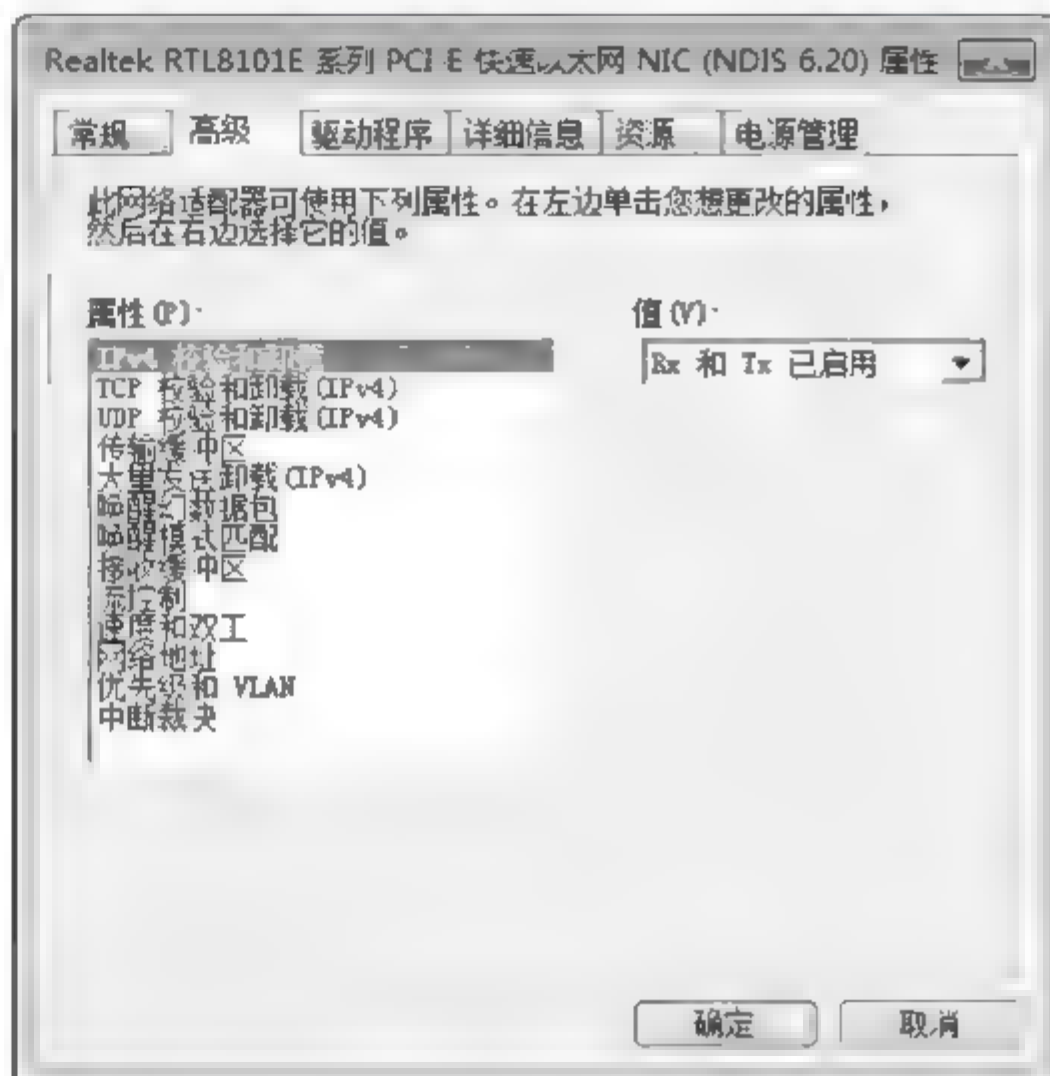 Realtek RTL8101E 系列 PCI-E 快速以太网 NIC (NDIS 6.20) 属性
常规 高级 驱动程序 详细信息 资源 电源管理
此网络适配器可使用下列属性。在左边单击您想更改的属性,
然后在右边选择它的值。
属性(P): 值(V):
IPv4 校验和卸载 Rx 和 Tx 已启用
TCP 校验和卸载(IPv4)
UDP 校验和卸载(IPv4)
传输缓冲区
大量发送卸载(IPv4)
唤醒幻数据包
唤醒模式匹配
接收缓冲区
流控制
速度和双工
网络地址
优先级和 VLAN
中断裁决
确定 取消